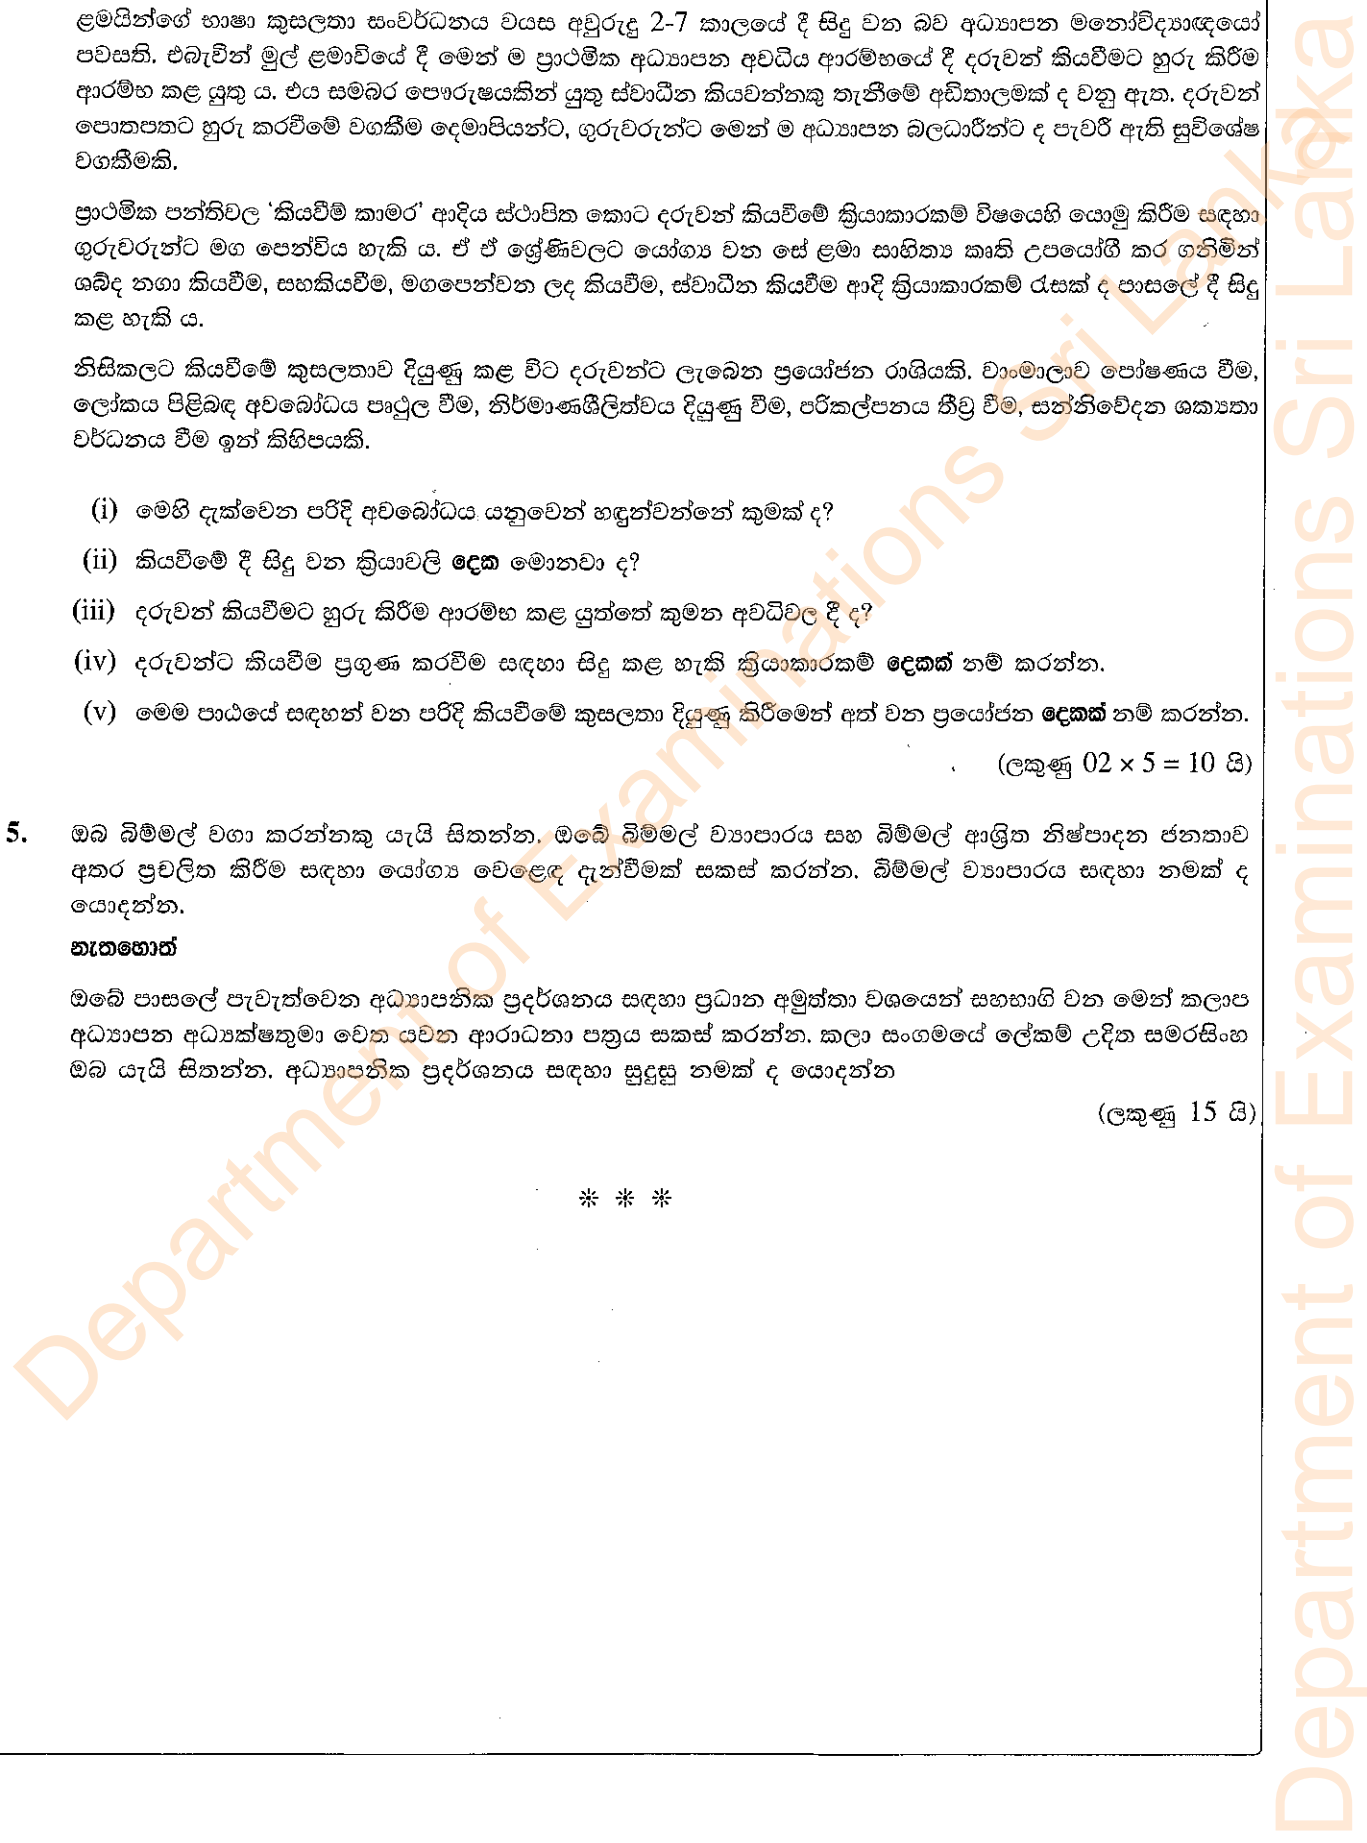 ළමයින්ගේ භාෂා කුසලතා සංවර්ධනය වයස අවුරුදු 2-7 කාලයේ දී සිදු වන බව අධ්‍යාපන මනෝවිද්‍යාඥයෝ
පවසති. එබැවින් මුල් ළමාවියේ දී මෙන් ම ප්‍රාථමික අධ්‍යාපන අවධිය ආරම්භයේ දී දරුවන් කියවීමට හුරු කිරීම
ආරම්භ කළ යුතු ය. එය සමබර පෞරුෂයකින් යුතු ස්වාධීන කියවන්නකු තැනීමේ අඩිතාලමක් ද වනු ඇත. දරුවන්
පොතපතට හුරු කරවීමේ වගකීම දෙමාපියන්ට, ගුරුවරුන්ට මෙන් ම අධ්‍යාපන බලධාරීන්ට ද පැවරී ඇති සුවිශේෂ
වගකීමකි.
ප්‍රාථමික පන්තිවල ‘කියවීම් කාමර’ ආදිය ස්ථාපිත කොට දරුවන් කියවීමේ ක්‍රියාකාරකම් විෂයෙහි යොමු කිරීම සඳහා
ගුරුවරුන්ට මග පෙන්විය හැකි ය. ඒ ඒ ශ්‍රේණිවලට යෝග්‍ය වන සේ ළමා සාහිත්‍ය කෘති උපයෝගී කර ගනිමින්
ශබ්ද නගා කියවීම, සහකියවීම, මගපෙන්වන ලද කියවීම, ස්වාධීන කියවීම ආදි ක්‍රියාකාරකම් රැසක් ද පාසලේ දී සිදු
කළ හැකි ය.
නිසිකලට කියවීමේ කුසලතාව දියුණු කළ විට දරුවන්ට ලැබෙන ප්‍රයෝජන රාශියකි. වාංමාලාව පෝෂණය වීම,
ලෝකය පිළිබඳ අවබෝධය පෘථුල වීම, නිර්මාණශීලිත්වය දියුණු වීම, පරිකල්පනය තීව්‍ර වීම, සන්නිවේදන ශක්‍යතා
වර්ධනය වීම ඉන් කිහිපයකි.
(i) මෙහි දැක්වෙන පරිදි අවබෝධය යනුවෙන් හඳුන්වන්නේ කුමක් ද?
(ii) කියවීමේ දී සිදු වන ක්‍රියාවලි දෙක මොනවා ද?
(iii) දරුවන් කියවීමට හුරු කිරීම ආරම්භ කළ යුත්තේ කුමන අවධිවල දී ද?
(iv) දරුවන්ට කියවීම ප්‍රගුණ කරවීම සඳහා සිදු කළ හැකි ක්‍රියාකාරකම් දෙකක් නම් කරන්න.
(v) මෙම පාඨයේ සඳහන් වන පරිදි කියවීමේ කුසලතා දියුණු කිරීමෙන් අත් වන ප්‍රයෝජන දෙකක් නම් කරන්න.
(ලකුණු 02 × 5 = 10 යි)
5. ඔබ බිම්මල් වගා කරන්නකු යැයි සිතන්න. ඔබේ බිම්මල් ව්‍යාපාරය සහ බිම්මල් ආශ්‍රිත නිෂ්පාදන ජනතාව
අතර ප්‍රචලිත කිරීම සඳහා යෝග්‍ය වෙළෙඳ දැන්වීමක් සකස් කරන්න. බිම්මල් ව්‍යාපාරය සඳහා නමක් ද
යොදන්න.
නැතහොත්
ඔබේ පාසලේ පැවැත්වෙන අධ්‍යාපනික ප්‍රදර්ශනය සඳහා ප්‍රධාන අමුත්තා වශයෙන් සහභාගි වන මෙන් කලාප
අධ්‍යාපන අධ්‍යක්ෂතුමා වෙත යවන ආරාධනා පත්‍රය සකස් කරන්න. කලා සංගමයේ ලේකම් උදිත සමරසිංහ
ඔබ යැයි සිතන්න. අධ්‍යාපනික ප්‍රදර්ශනය සඳහා සුදුසු නමක් ද යොදන්න
(ලකුණු 15 යි)
Department of Examinations Sri Lanka
Department of Examinations Sri Lanka